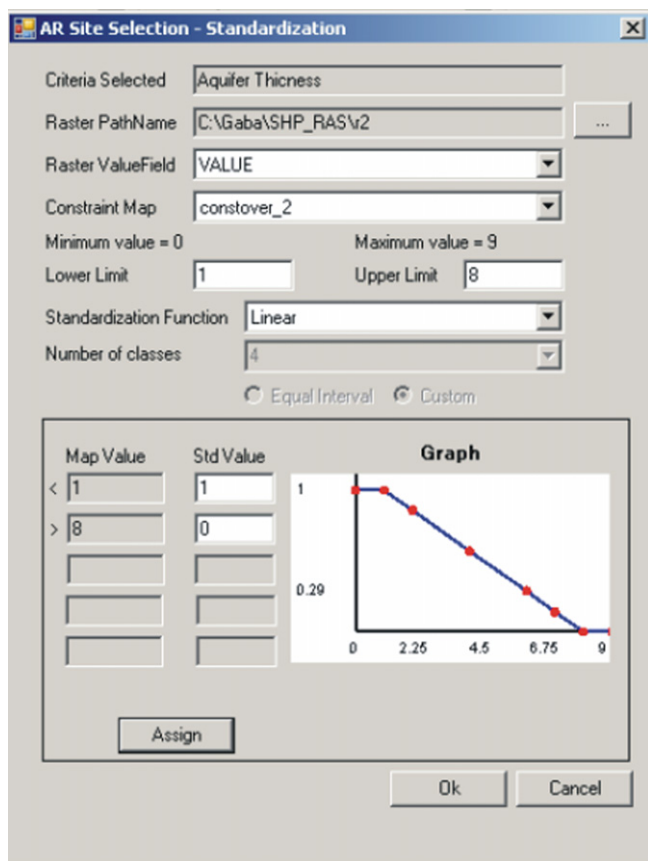 AR Site Selection - Standardization
Criteria Selected Aquifer Thicness
Raster PathName C:\Gaba\SHP_RAS\r2 ...
Raster ValueField VALUE
Constraint Map constover_2
Minimum value = 0 Maximum value = 9
Lower Limit 1 Upper Limit 8
Standardization Function Linear
Number of classes 4
Equal Interval Custom
Map Value Std Value Graph
< 1 1
> 8 0
1
0.29
0 2.25 4.5 6.75 9
Assign
Ok Cancel